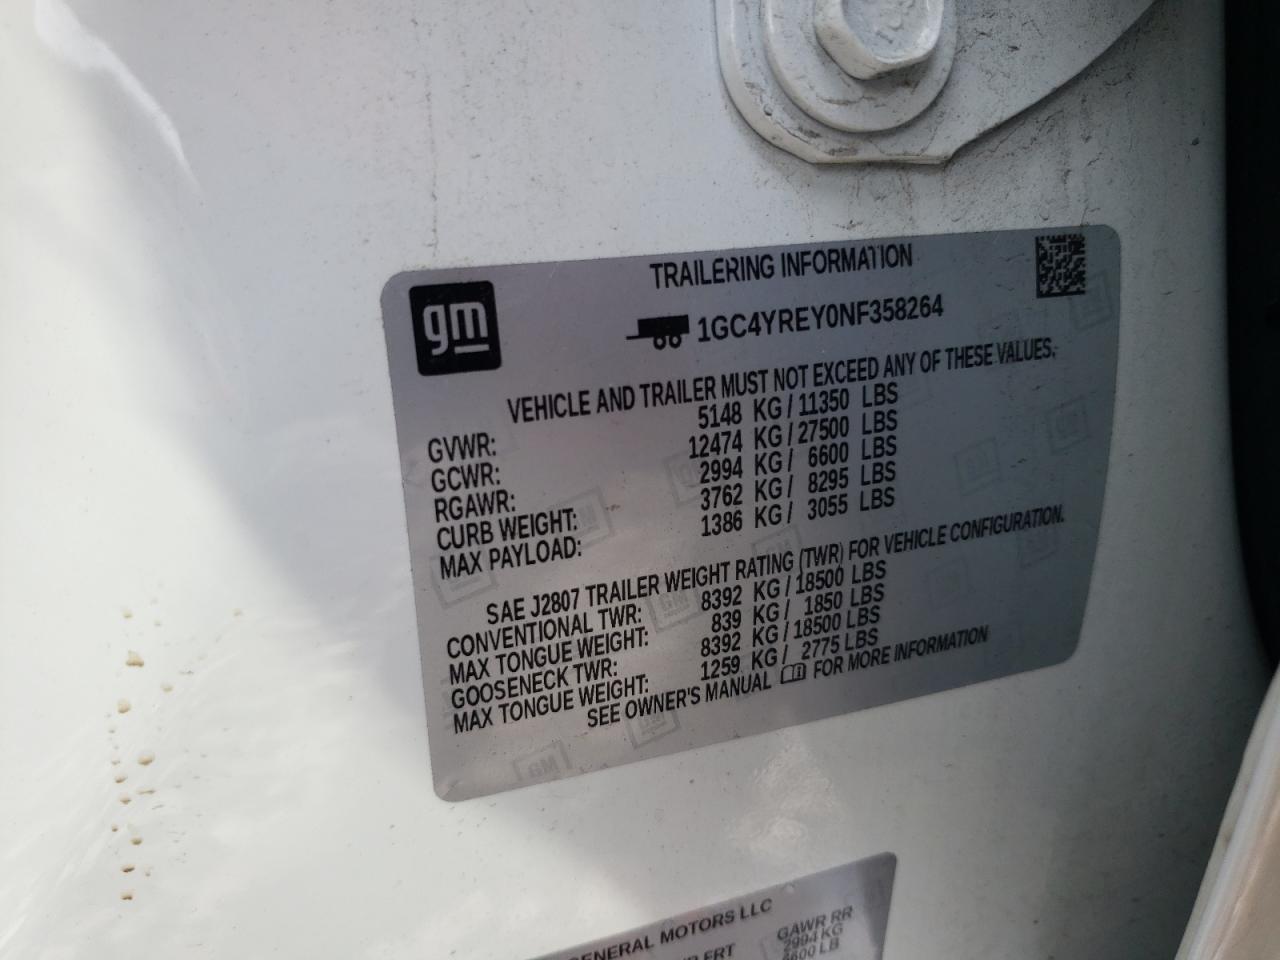 gm
TRAILERING INFORMATION
1GC4YREY0NF358264
VEHICLE AND TRAILER MUST NOT EXCEED ANY OF THESE VALUES.
GVWR: 5148 KG / 11350 LBS
GCWR: 12474 KG / 27500 LBS
RGAWR: 2994 KG / 6600 LBS
CURB WEIGHT: 3762 KG / 8295 LBS
MAX PAYLOAD: 1386 KG / 3055 LBS
SAE J2807 TRAILER WEIGHT RATING (TWR) FOR VEHICLE CONFIGURATION.
CONVENTIONAL TWR: 8392 KG / 18500 LBS
MAX TONGUE WEIGHT: 839 KG / 1850 LBS
GOOSENECK TWR: 8392 KG / 18500 LBS
MAX TONGUE WEIGHT: 1259 KG / 2775 LBS
SEE OWNER'S MANUAL FOR MORE INFORMATION
GM
GENERAL MOTORS LLC
FRT
GAWR RR
2994 KG
6600 LB